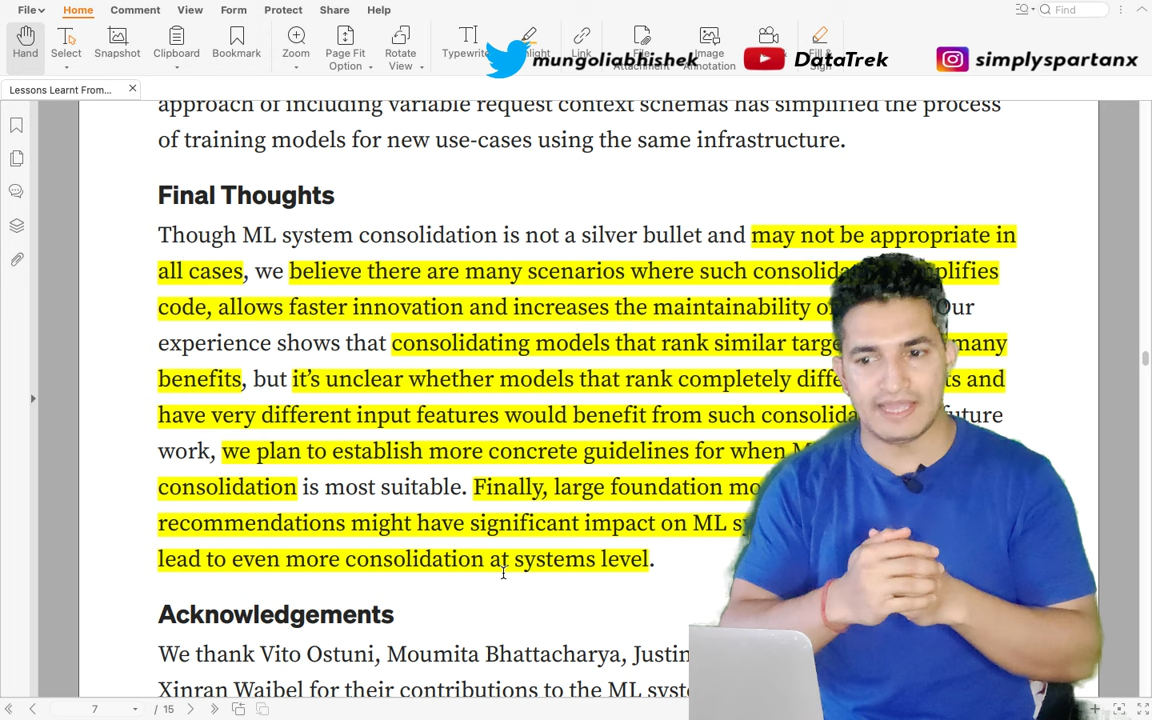 File Home Comment View Form Protect Share Help Find
Hand Select Snapshot Clipboard Bookmark Zoom Page Fit Option Rotate View Link Image Annotation
mungoliabhishek DataTrek simplyspartanx
Lessons Learnt From...
approach of including variable request context schemas has simplified the process
of training models for new use-cases using the same infrastructure.
Final Thoughts
Though ML system consolidation is not a silver bullet and may not be appropriate in
all cases, we believe there are many scenarios where such
code, allows faster innovation and increases the maintainability Our
experience shows that consolidating models that rank similar many
benefits, but it's unclear whether models that rank completely and
have very different input features would benefit from such future
work, we plan to establish more concrete guidelines for when
consolidation is most suitable. Finally, large foundation
recommendations might have significant impact on ML
lead to even more consolidation at systems level.
Acknowledgements
We thank Vito Ostuni, Moumita Bhattacharya, Justin
Xinran Waibel for their contributions to the ML
7 / 15